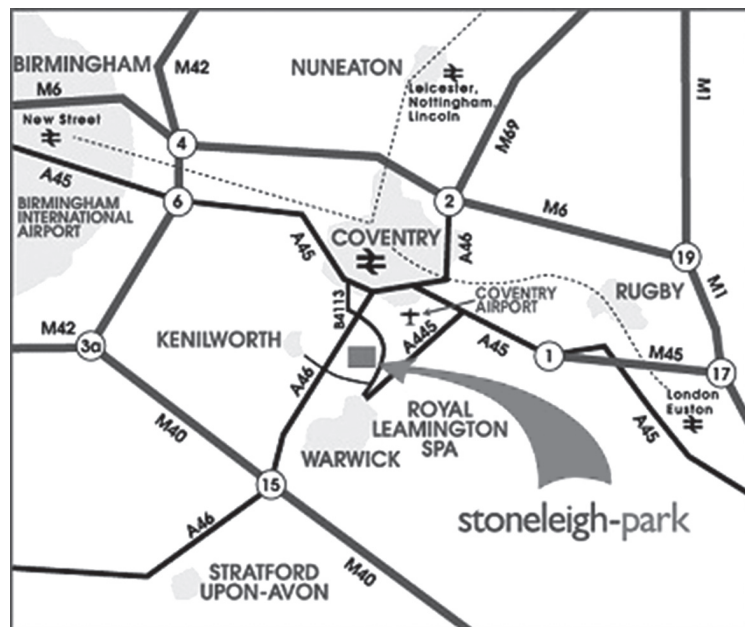 BIRMINGHAM
M42
NUNEATON
Leicester,
Nottingham,
Lincoln
M6
M1
New Street
4
M69
A45
BIRMINGHAM
INTERNATIONAL
AIRPORT
6
2
M6
A45
COVENTRY
A46
19
M1
B4113
COVENTRY
AIRPORT
RUGBY
M42
3a
KENILWORTH
A445
A45
1
M45
17
A46
London
Euston
M40
ROYAL
LEAMINGTON
SPA
A45
WARWICK
15
stoneleigh-park
A46
STRATFORD
UPON-AVON
M40